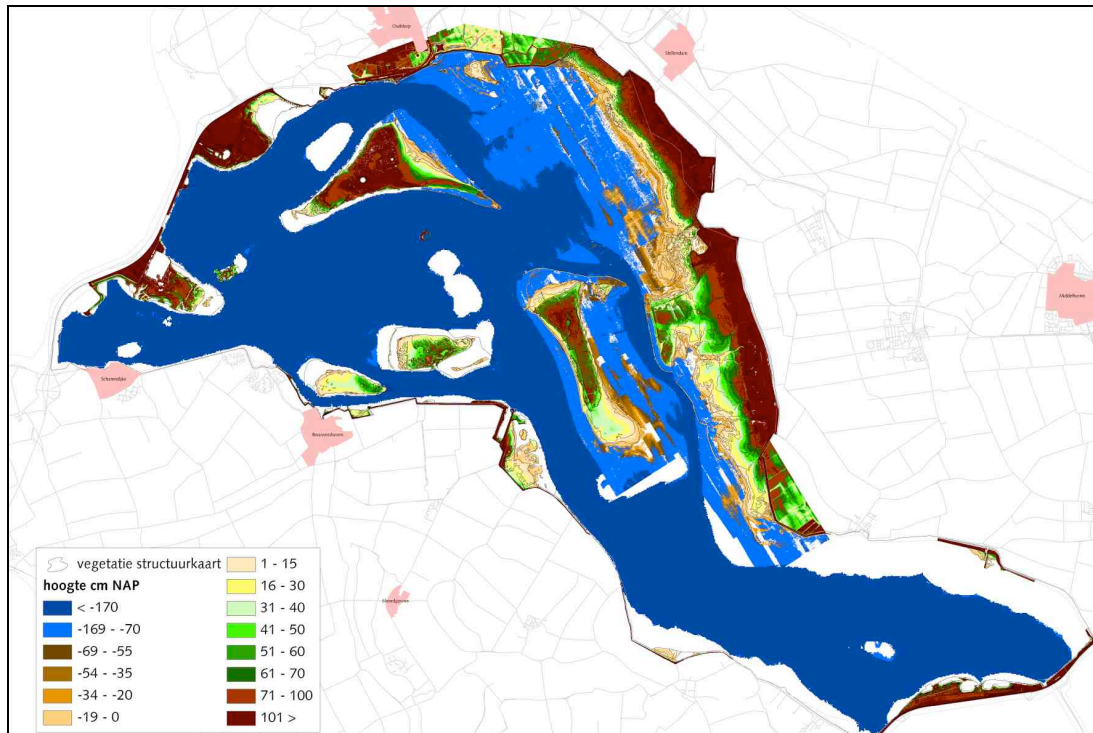 Ouddorp
Stellendam
Middelharnis
Scharendijke
Brouwershaven
vegetatie structuurkaart
hoogte cm NAP
< -170
-169 - -70
-69 - -55
-54 - -35
-34 - -20
-19 - 0
1 - 15
16 - 30
31 - 40
41 - 50
51 - 60
61 - 70
71 - 100
101 >